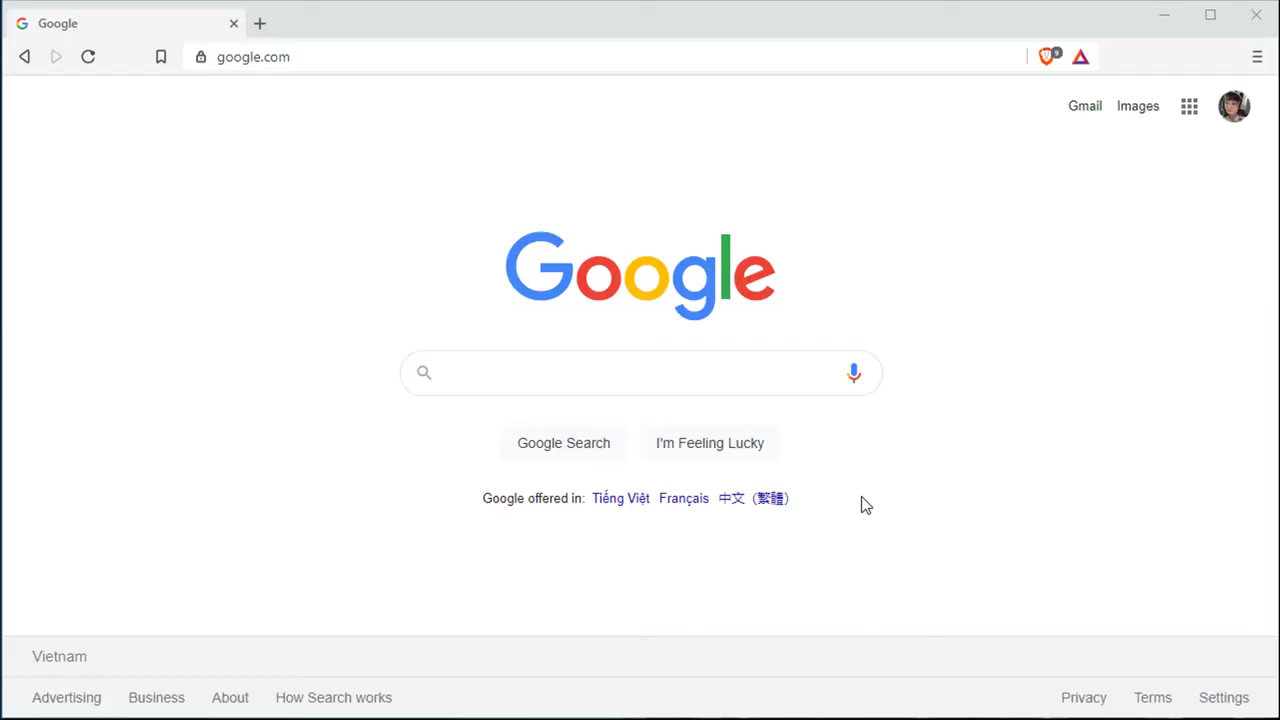 Google
google.com
9
Gmail Images
Google
Google Search I'm Feeling Lucky
Google offered in: Tiếng Việt Français 中文（繁體）
Vietnam
Advertising Business About How Search works Privacy Terms Settings